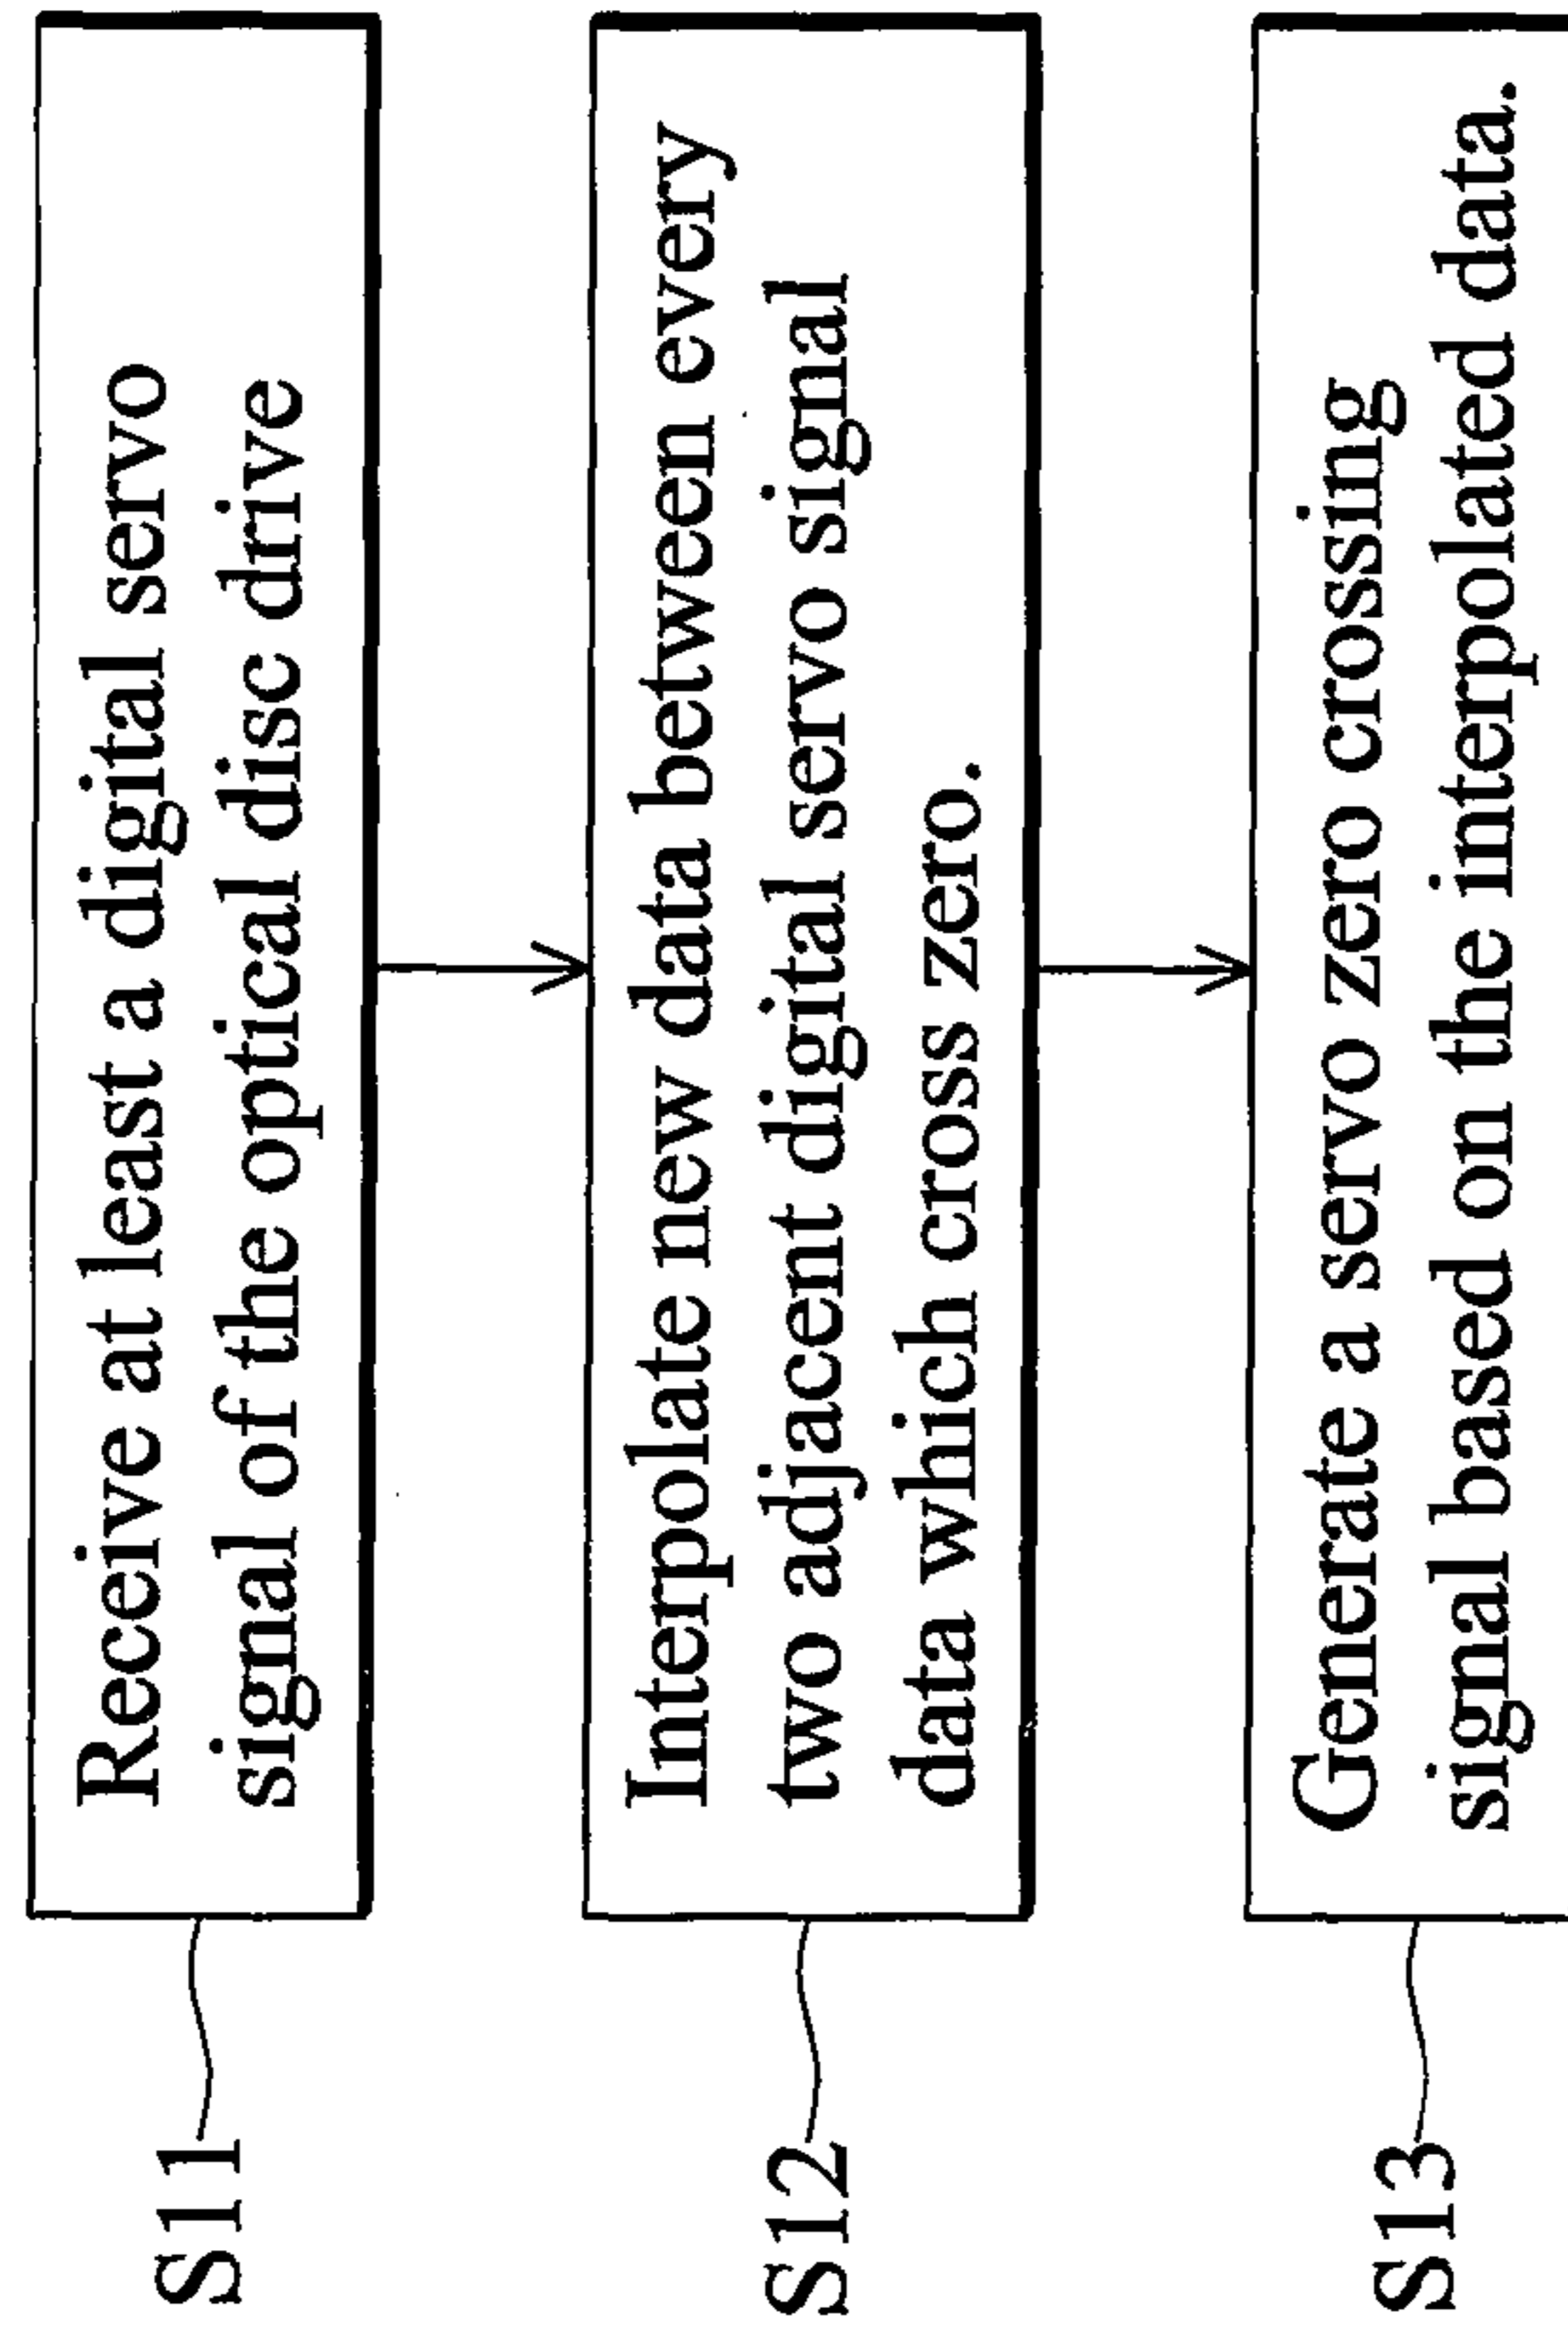 S11
Receive at least a digital servo
signal of the optical disc drive
S12
Interpolate new data between every
two adjacent digital servo signal
data which cross zero.
S13
Generate a servo zero crossing
signal based on the interpolated data.